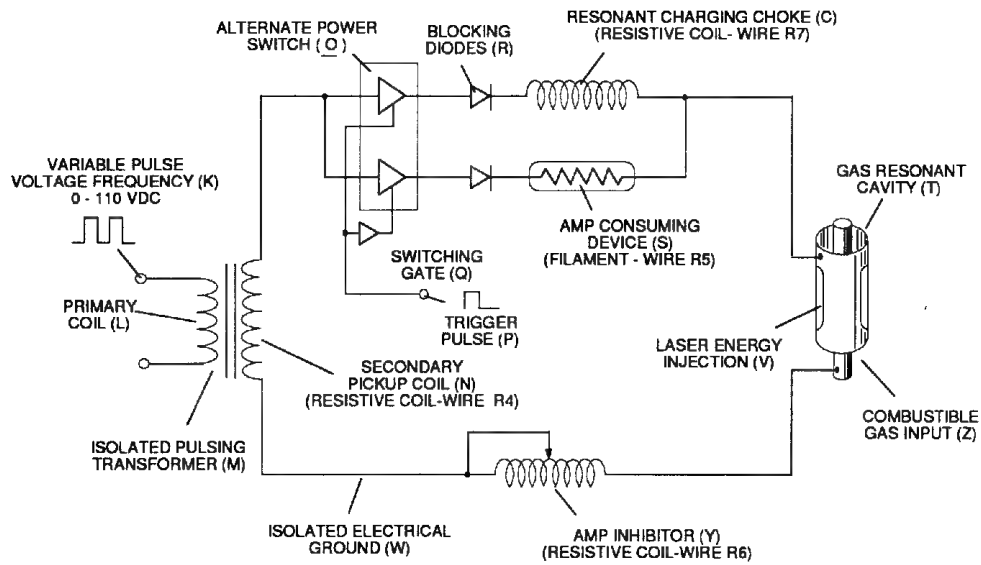 RESONANT CHARGING CHOKE (C)
(RESISTIVE COIL- WIRE R7)
ALTERNATE POWER
SWITCH (O)
BLOCKING
DIODES (R)
VARIABLE PULSE
VOLTAGE FREQUENCY (K)
0 - 110 VDC
GAS RESONANT
CAVITY (T)
AMP CONSUMING
DEVICE (S)
(FILAMENT - WIRE R5)
SWITCHING
GATE (Q)
PRIMARY
COIL (L)
TRIGGER
PULSE (P)
LASER ENERGY
INJECTION (V)
SECONDARY
PICKUP COIL (N)
(RESISTIVE COIL-WIRE R4)
COMBUSTIBLE
GAS INPUT (Z)
ISOLATED PULSING
TRANSFORMER (M)
ISOLATED ELECTRICAL
GROUND (W)
AMP INHIBITOR (Y)
(RESISTIVE COIL-WIRE R6)